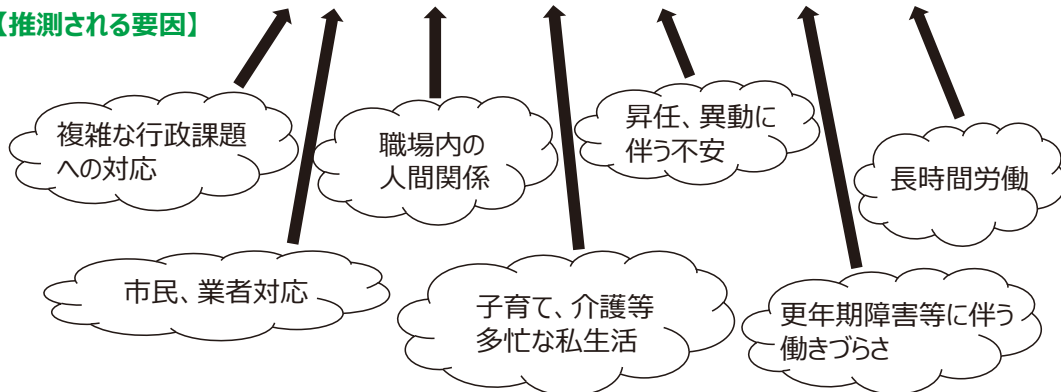 【推測される要因】
複雑な行政課題
への対応
職場内の
人間関係
昇任、異動に
伴う不安
長時間労働
市民、業者対応
子育て、介護等
多忙な私生活
更年期障害等に伴う
働きづらさ